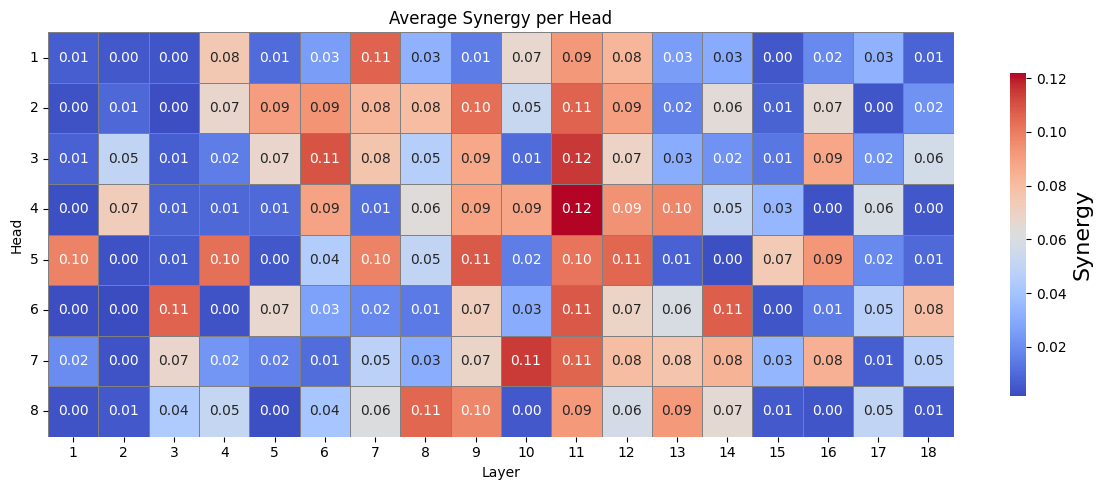 Average Synergy per Head
1 0.01 0.00 0.00 0.08 0.01 0.03 0.11 0.03 0.01 0.07 0.09 0.08 0.03 0.03 0.00 0.02 0.03 0.01
2 0.00 0.01 0.00 0.07 0.09 0.09 0.08 0.08 0.10 0.05 0.11 0.09 0.02 0.06 0.01 0.07 0.00 0.02
3 0.01 0.05 0.01 0.02 0.07 0.11 0.08 0.05 0.09 0.01 0.12 0.07 0.03 0.02 0.01 0.09 0.02 0.06
4 0.00 0.07 0.01 0.01 0.01 0.09 0.01 0.06 0.09 0.09 0.12 0.09 0.10 0.05 0.03 0.00 0.06 0.00
5 0.10 0.00 0.01 0.10 0.00 0.04 0.10 0.05 0.11 0.02 0.10 0.11 0.01 0.00 0.07 0.09 0.02 0.01
6 0.00 0.00 0.11 0.00 0.07 0.03 0.02 0.01 0.07 0.03 0.11 0.07 0.06 0.11 0.00 0.01 0.05 0.08
7 0.02 0.00 0.07 0.02 0.02 0.01 0.05 0.03 0.07 0.11 0.11 0.08 0.08 0.08 0.03 0.08 0.01 0.05
8 0.00 0.01 0.04 0.05 0.00 0.04 0.06 0.11 0.10 0.00 0.09 0.06 0.09 0.07 0.01 0.00 0.05 0.01
1 2 3 4 5 6 7 8 9 10 11 12 13 14 15 16 17 18
Layer
Head
0.12
0.10
0.08
0.06
0.04
0.02
Synergy